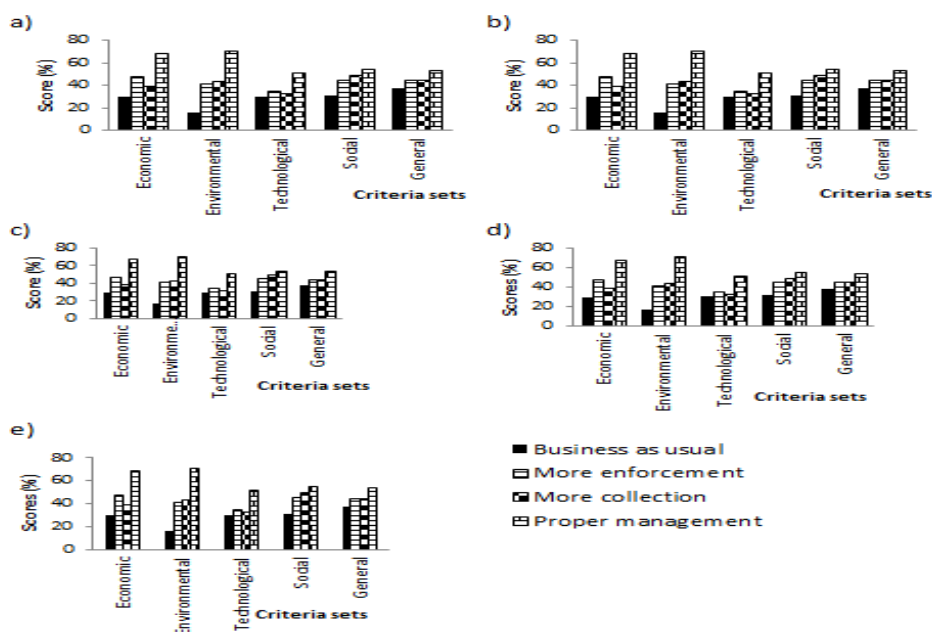 a)
Score (%)
80
60
40
20
0
Economic
Environmental
Technological
Social
General
Criteria sets
b)
Score (%)
80
60
40
20
0
Economic
Environmental
Technological
Social
General
Criteria sets
c)
Score (%)
80
60
40
20
0
Economic
Environme..
Technological
Social
General
Criteria sets
d)
Scores (%)
80
60
40
20
0
Economic
Environmental
Technological
Social
General
Criteria sets
e)
Scores (%)
80
60
40
20
0
Economic
Environmental
Technological
Social
General
Criteria sets
Business as usual
More enforcement
More collection
Proper management